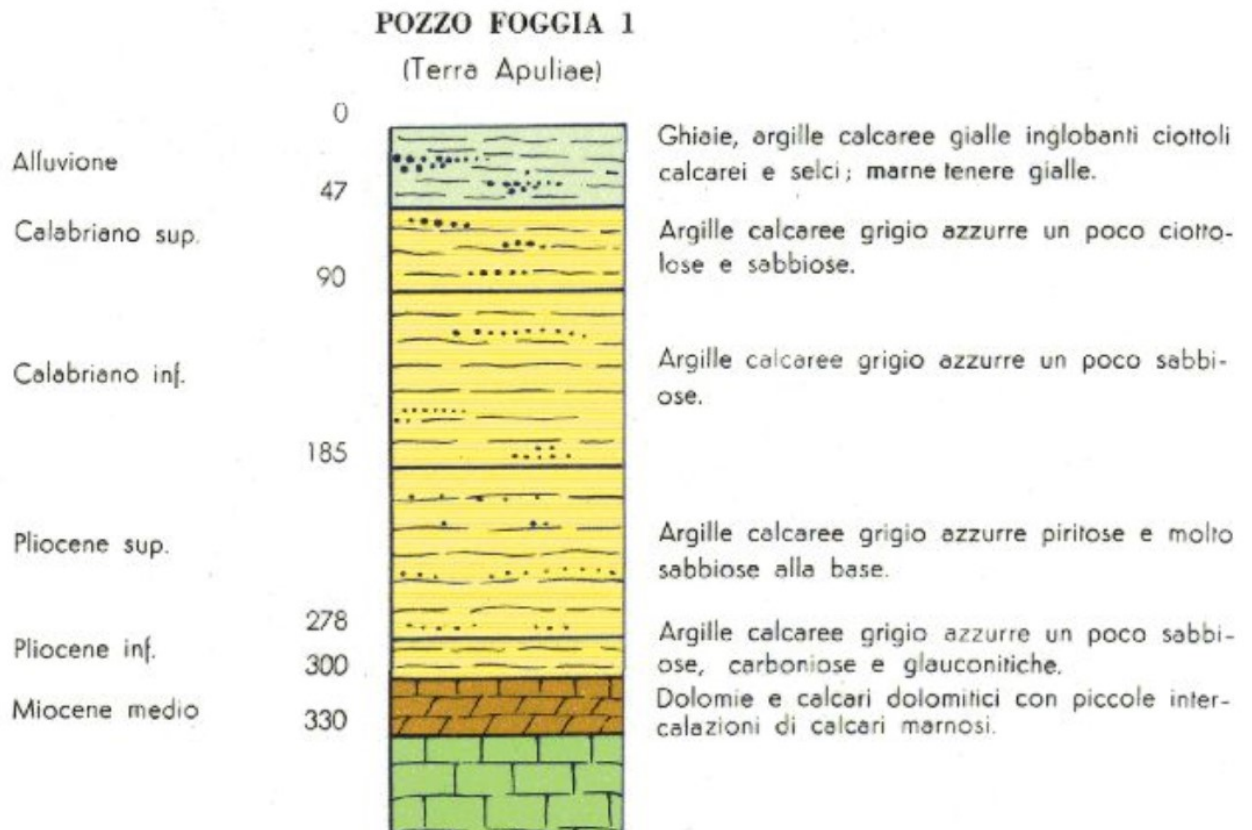 POZZO FOGGIA 1
(Terra Apuliae)
0
Alluvione
Ghiaie, argille calcaree gialle inglobanti ciottoli
calcarei e selci; marne tenere gialle.
47
Calabriano sup.
Argille calcaree grigio azzurre un poco ciotto-
lose e sabbiose.
90
Calabriano inf.
Argille calcaree grigio azzurre un poco sabbi-
ose.
185
Pliocene sup.
Argille calcaree grigio azzurre piritose e molto
sabbiose alla base.
278
Pliocene inf.
Argille calcaree grigio azzurre un poco sabbi-
ose, carboniose e glauconitiche.
300
Miocene medio
Dolomie e calcari dolomitici con piccole inter-
calazioni di calcari marnosi.
330